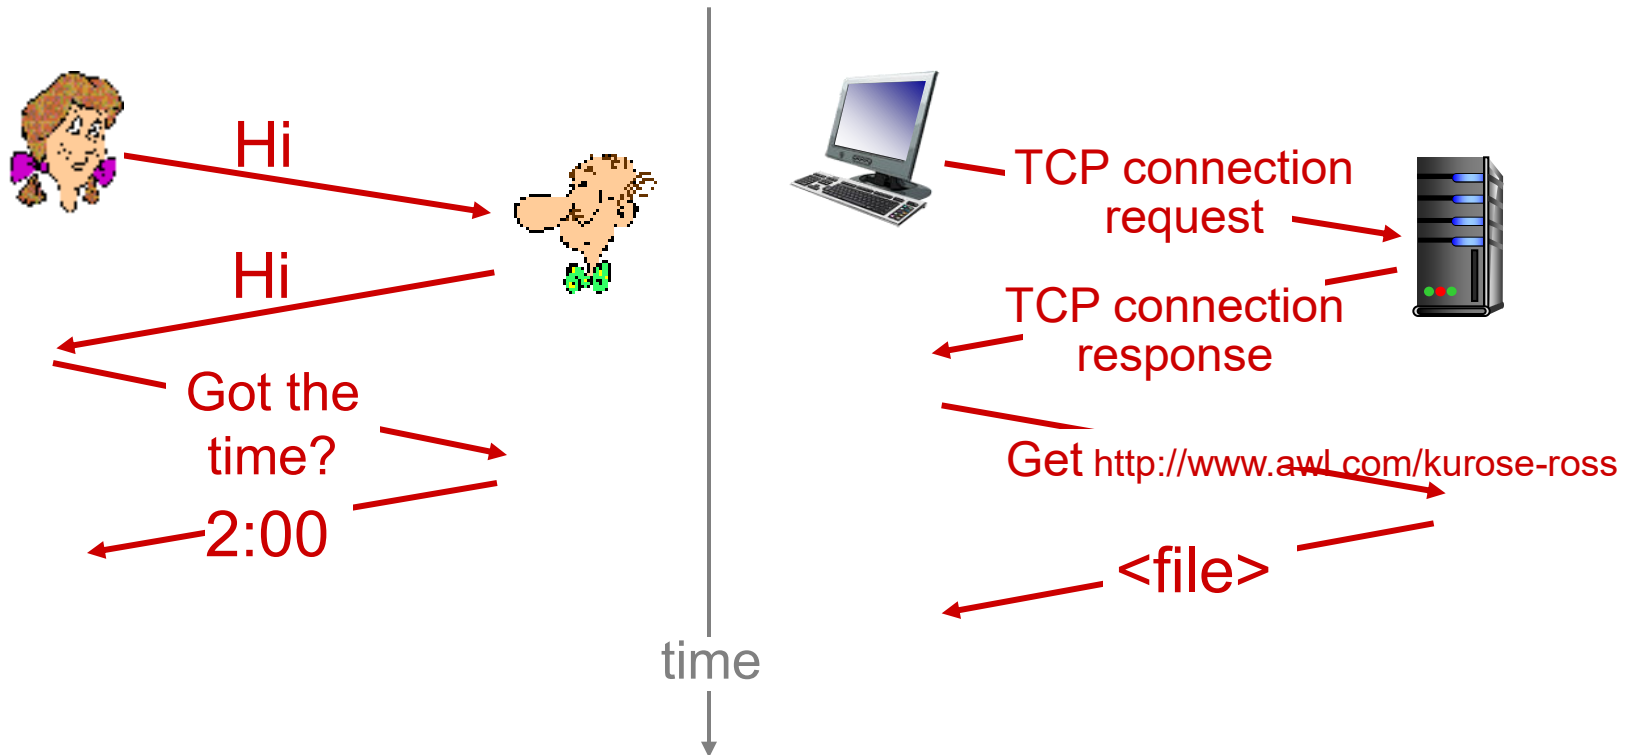 Hi
Hi
Got the
time?
2:00
time
TCP connection
request
TCP connection
response
Get http://www.awl.com/kurose-ross
<file>